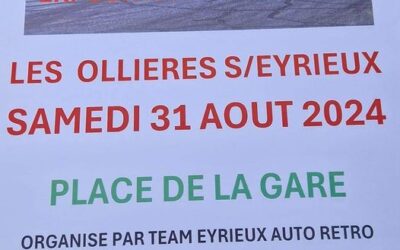 LES OLLIERES S/EYRIEUX
SAMEDI 31 AOUT 2024
PLACE DE LA GARE
ORGANISE PAR TEAM EYRIEUX AUTO RETRO